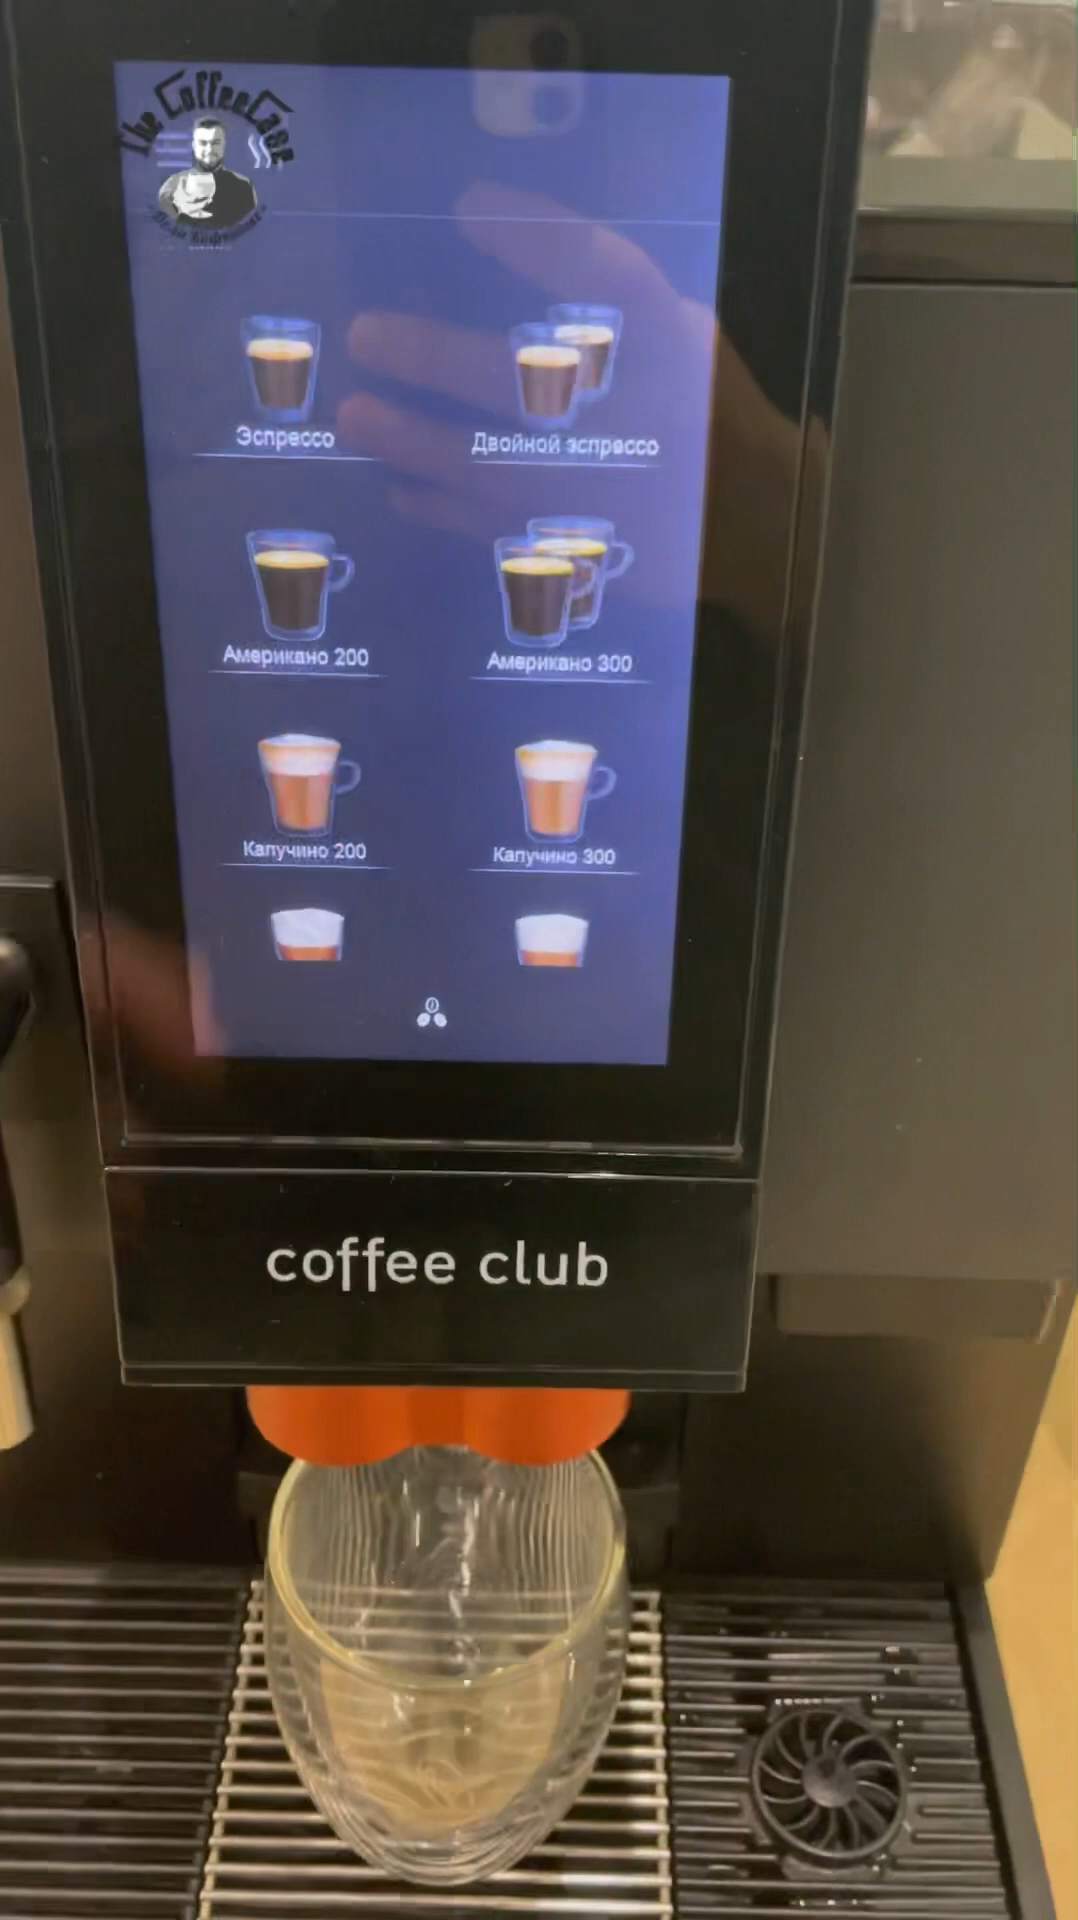 The CoffeeCase
Эспрессо
Двойной эспрессо
Американо 200
Американо 300
Капучино 200
Капучино 300
coffee club